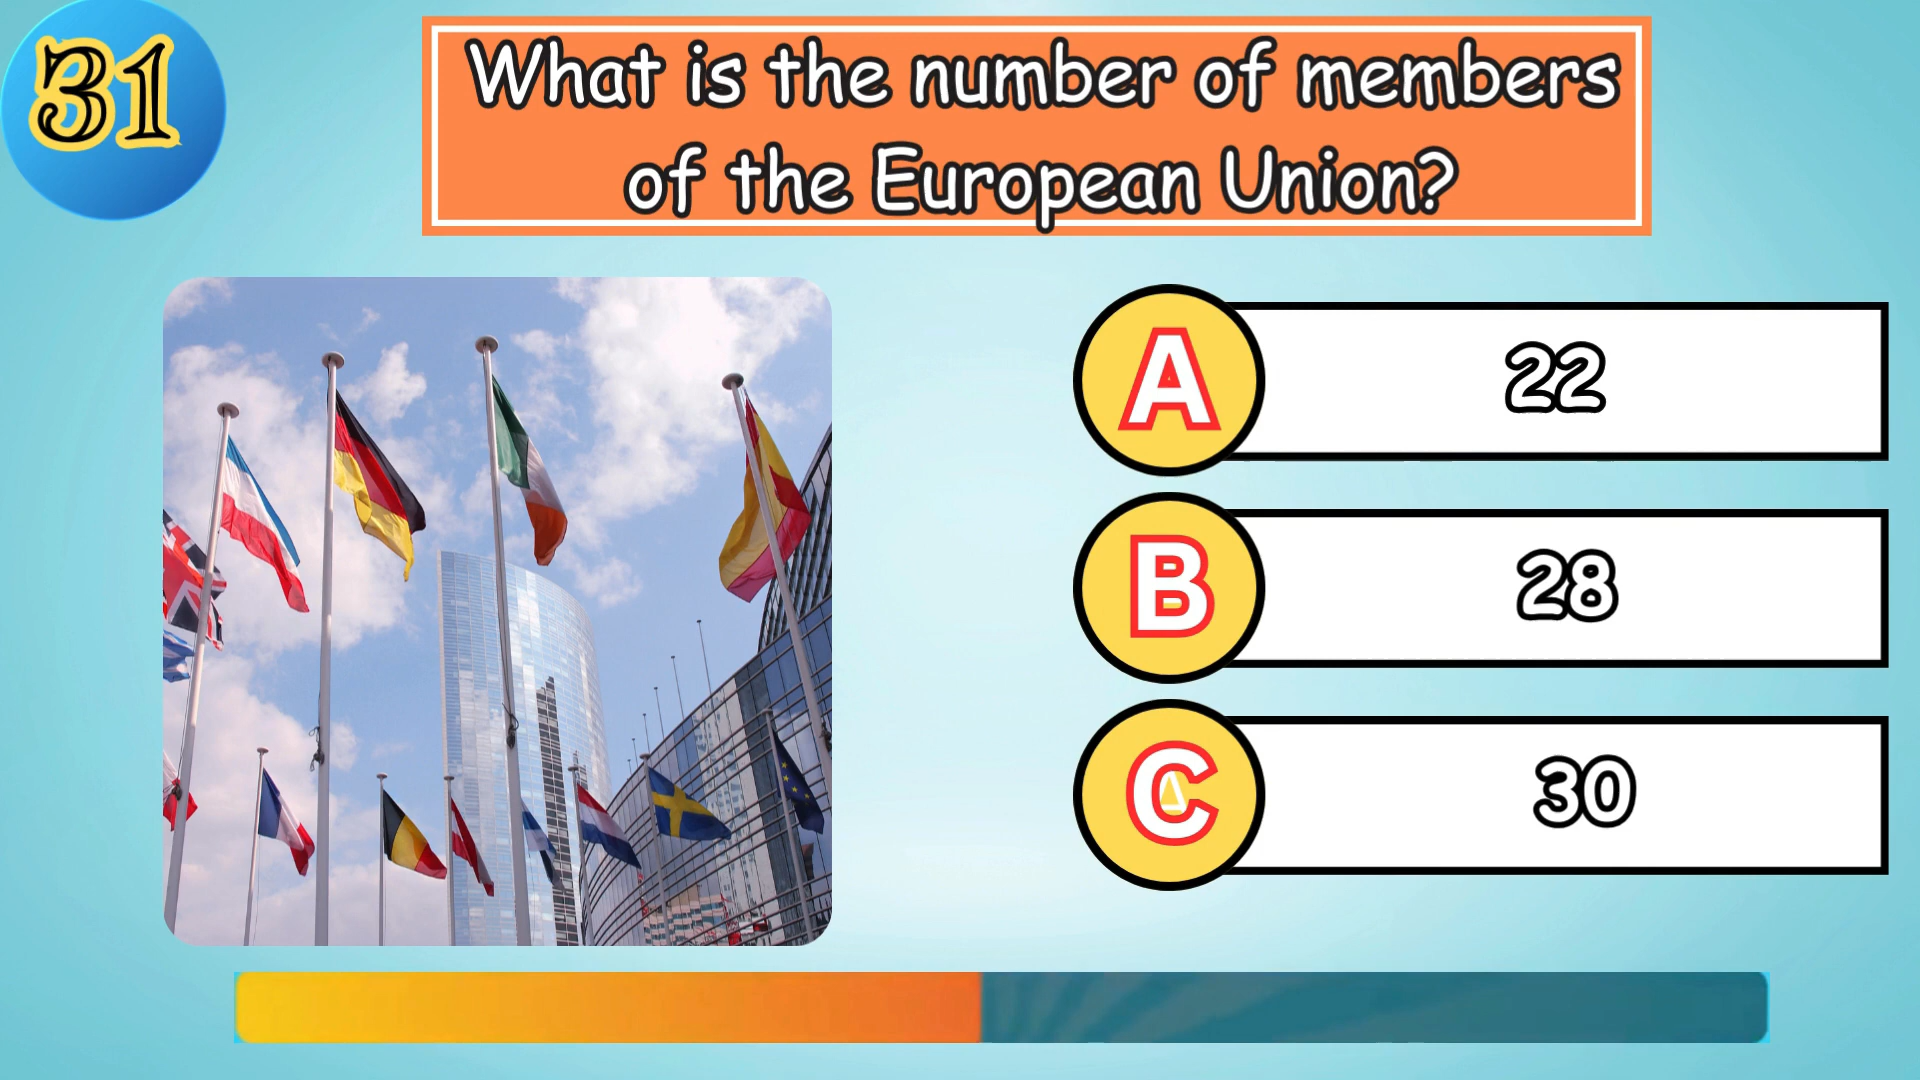 31
What is the number of members
of the European Union?
A
22
B
28
C
30